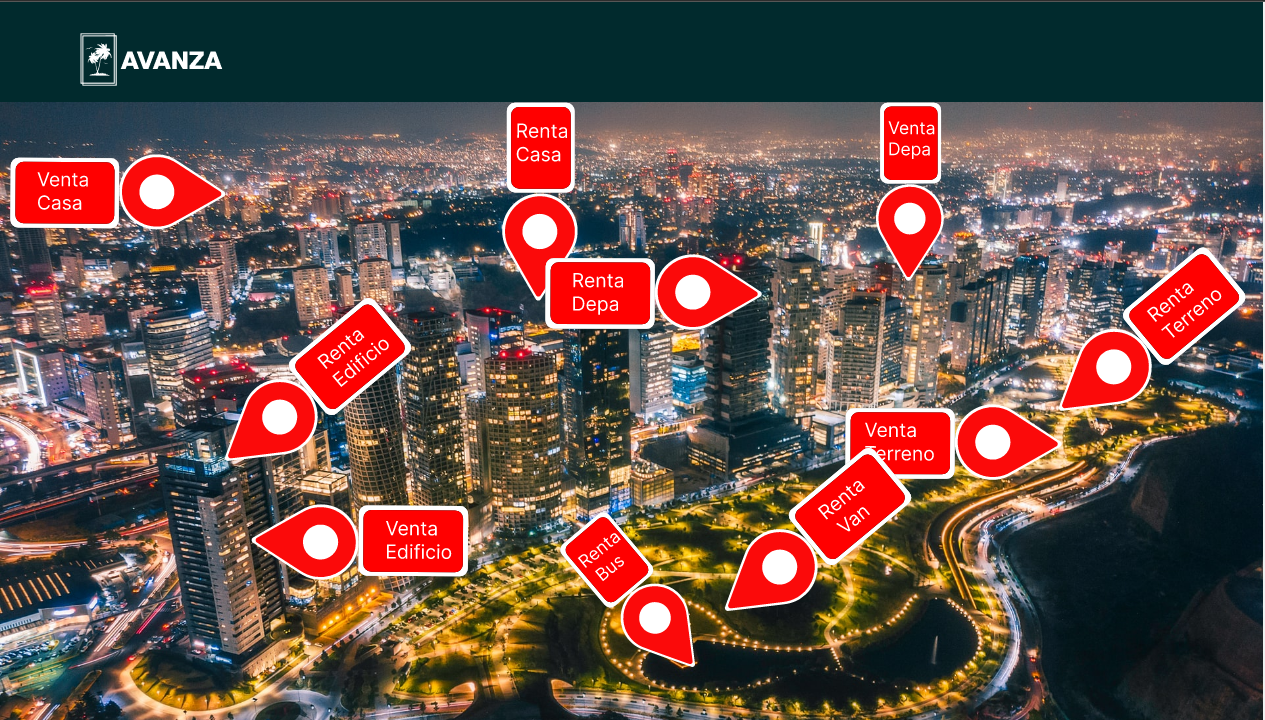 AVANZA
Renta
Casa
Venta
Depa
Venta
Casa
Renta
Depa
Renta
Terreno
Renta
Edificio
Venta
Terreno
Renta
Van
Venta
Edificio
Renta
Bus